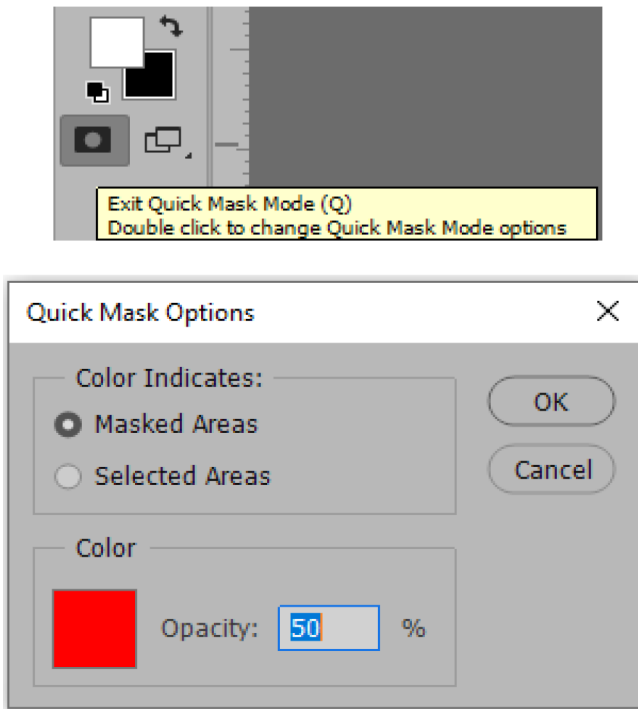 Exit Quick Mask Mode (Q)
Double click to change Quick Mask Mode options
Quick Mask Options
Color Indicates:
Masked Areas
Selected Areas
OK
Cancel
Color
Opacity: 50 %